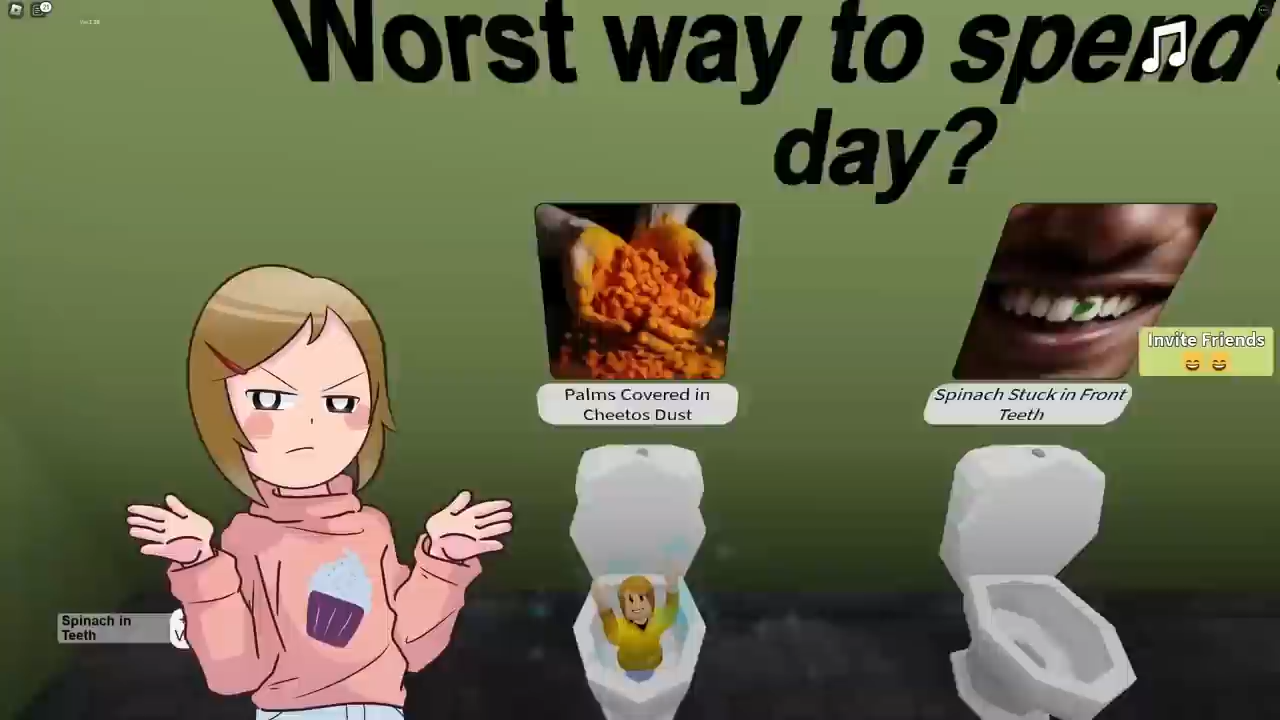 21
Worst way to spend
day?
Palms Covered in
Cheetos Dust
Spinach Stuck in Front
Teeth
Invite Friends
Spinach in
Teeth
V